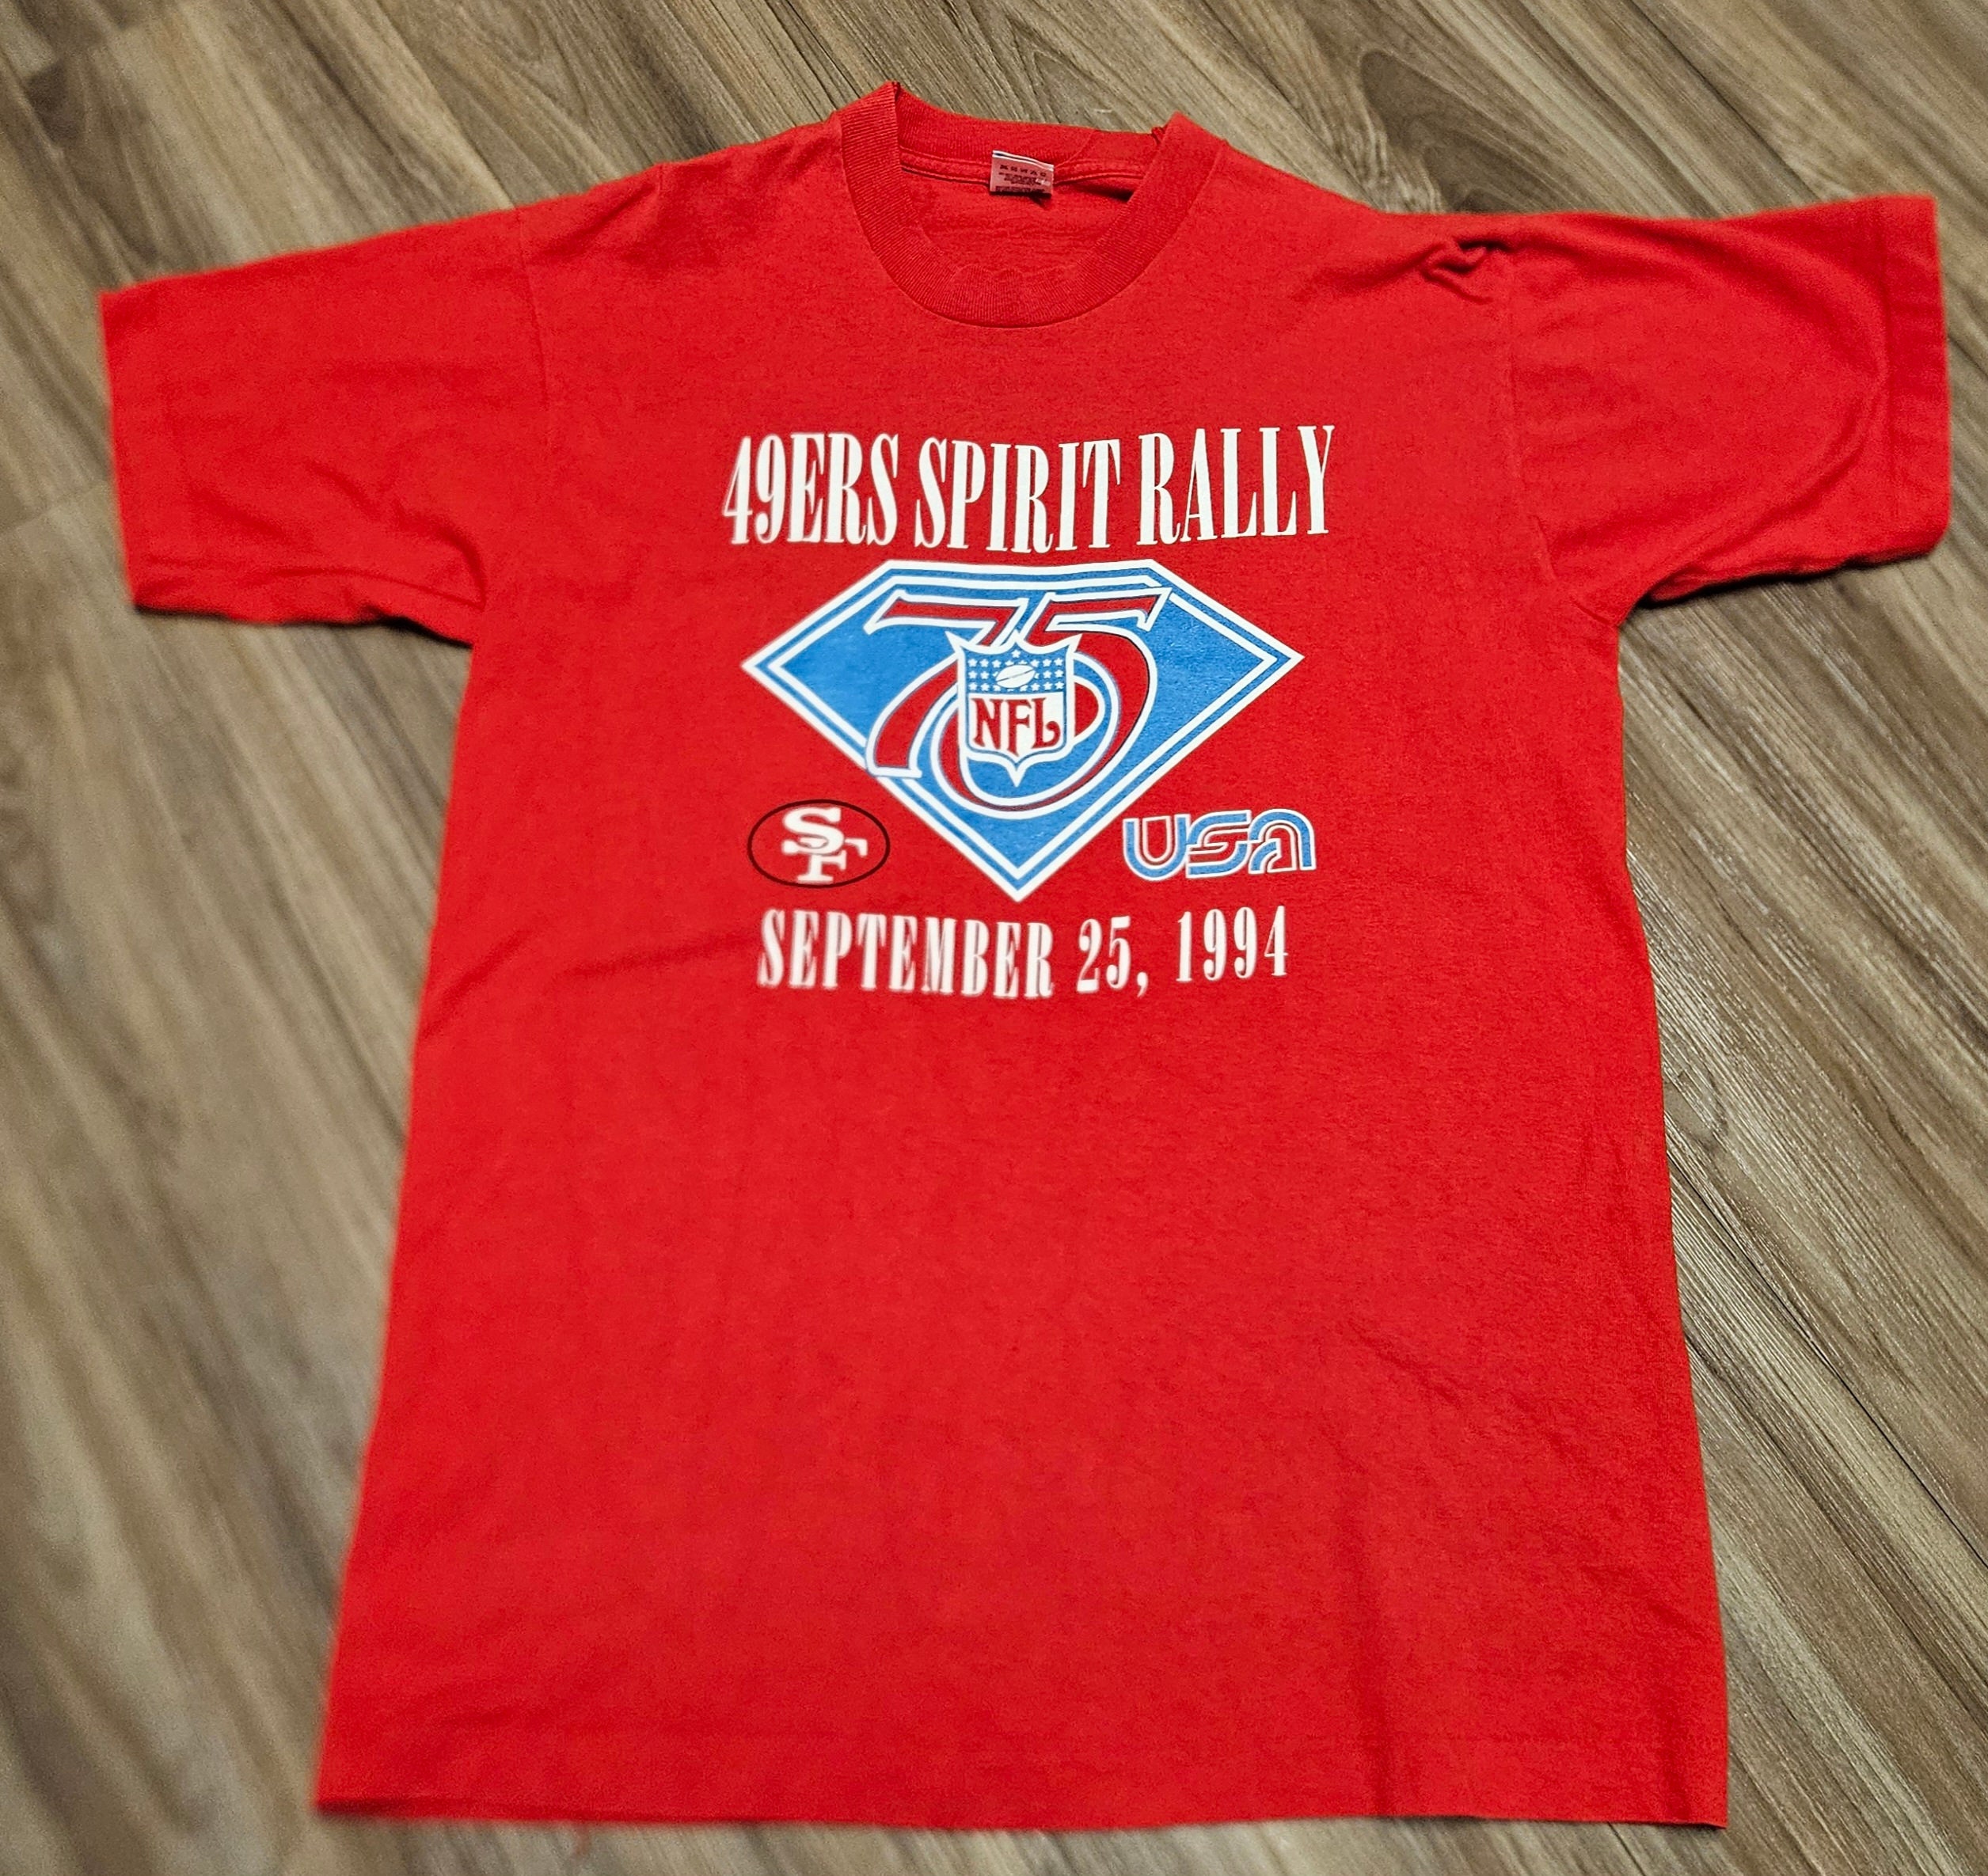 49ERS SPIRIT RALLY
75
NFL
SF
USA
SEPTEMBER 25, 1994